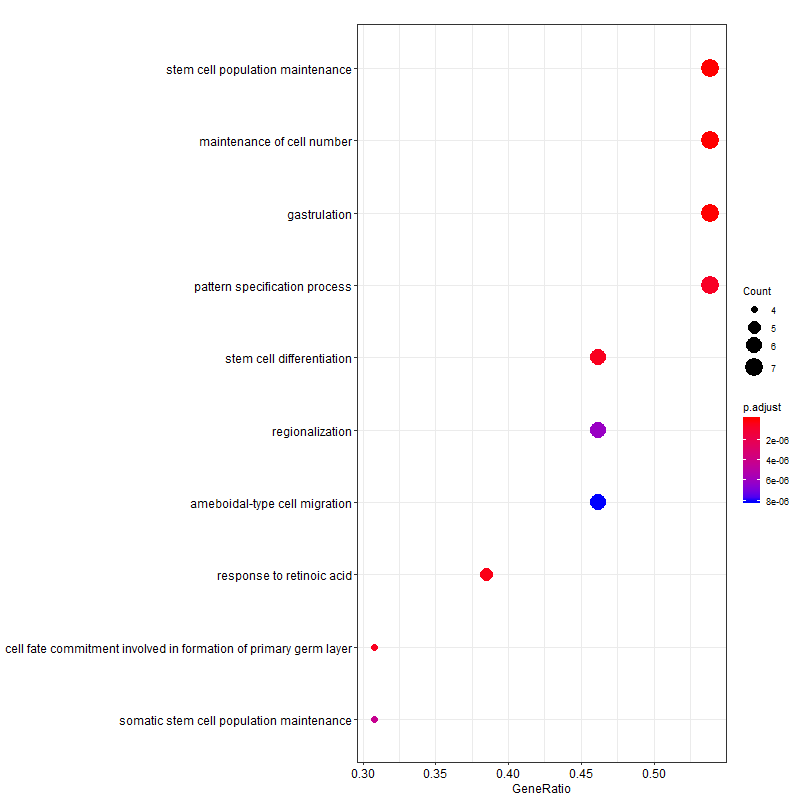 stem cell population maintenance
maintenance of cell number
gastrulation
pattern specification process
stem cell differentiation
regionalization
ameboidal-type cell migration
response to retinoic acid
cell fate commitment involved in formation of primary germ layer
somatic stem cell population maintenance
0.30 0.35 0.40 0.45 0.50
GeneRatio
Count
4
5
6
7
p.adjust
2e-06
4e-06
6e-06
8e-06